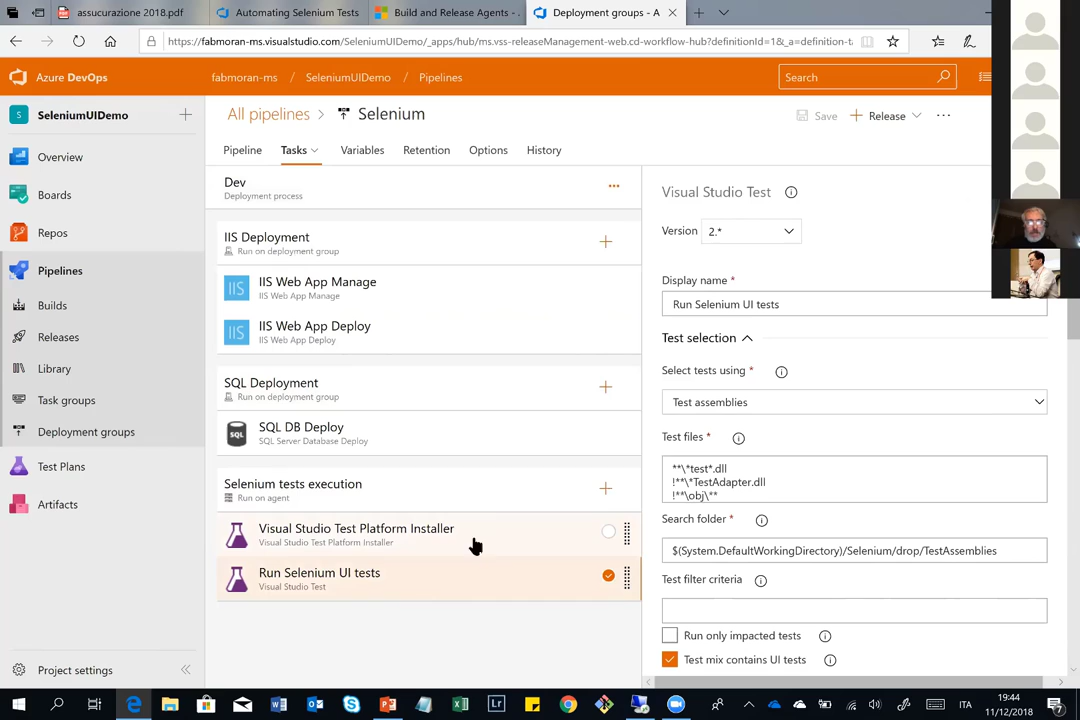 assucurazione 2018.pdf
Automating Selenium Tests
Build and Release Agents - .
Deployment groups - A
https://fabmoran-ms.visualstudio.com/SeleniumUIDemo/_apps/hub/ms.vss-releaseManagement-web.cd-workflow-hub?definitionId=1&_a=definition-t
Azure DevOps
fabmoran-ms / SeleniumUIDemo / Pipelines
Search
S SeleniumUIDemo
Overview
Boards
Repos
Pipelines
Builds
Releases
Library
Task groups
Deployment groups
Test Plans
Artifacts
Project settings
All pipelines > Selenium
Save
Release
Pipeline
Tasks
Variables
Retention
Options
History
Dev
Deployment process
IIS Deployment
Run on deployment group
IIS
IIS Web App Manage
IIS Web App Manage
IIS
IIS Web App Deploy
IIS Web App Deploy
SQL Deployment
Run on deployment group
SQL
SQL DB Deploy
SQL Server Database Deploy
Selenium tests execution
Run on agent
Visual Studio Test Platform Installer
Visual Studio Test Platform Installer
Run Selenium UI tests
Visual Studio Test
Visual Studio Test
Version
2.*
Display name *
Run Selenium UI tests
Test selection
Select tests using *
Test assemblies
Test files *
**\*test*.dll
!**\*TestAdapter.dll
!**\obj\**
Search folder *
$(System.DefaultWorkingDirectory)/Selenium/drop/TestAssemblies
Test filter criteria
Run only impacted tests
Test mix contains UI tests
Lr
ITA
19:44
11/12/2018
7